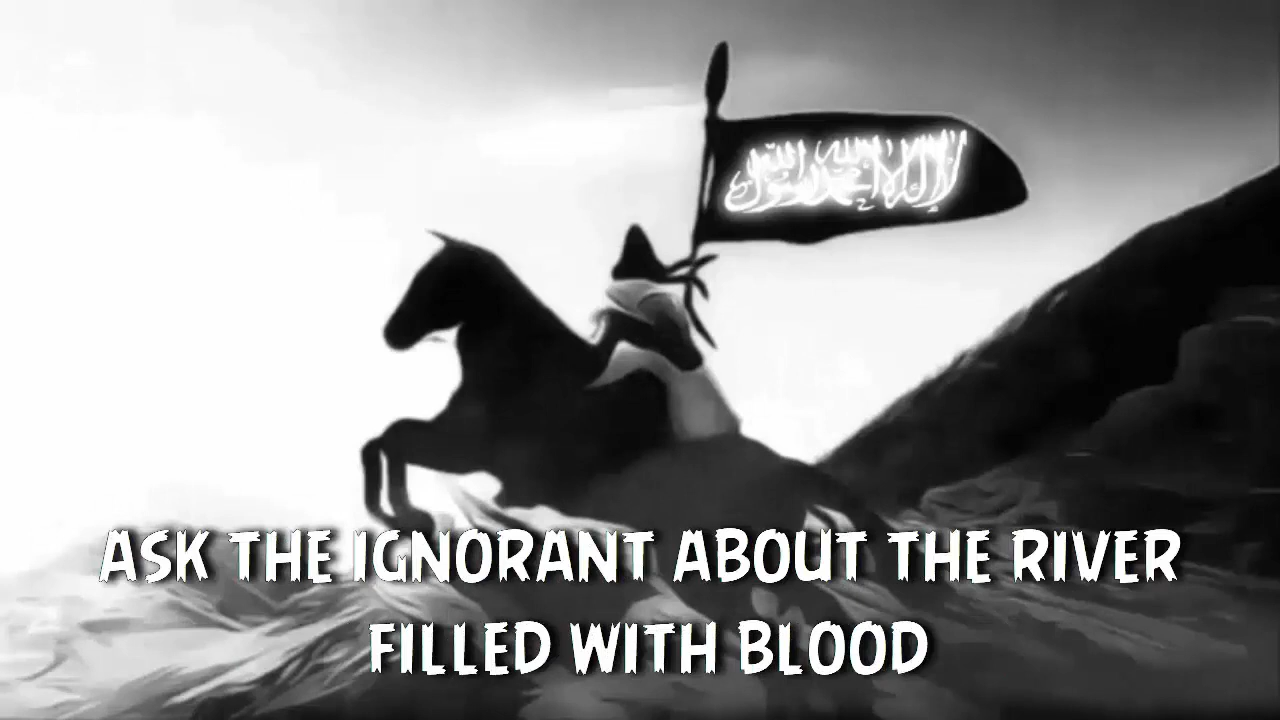 لا إله إلا الله محمد رسول الله
ASK THE IGNORANT ABOUT THE RIVER
FILLED WITH BLOOD